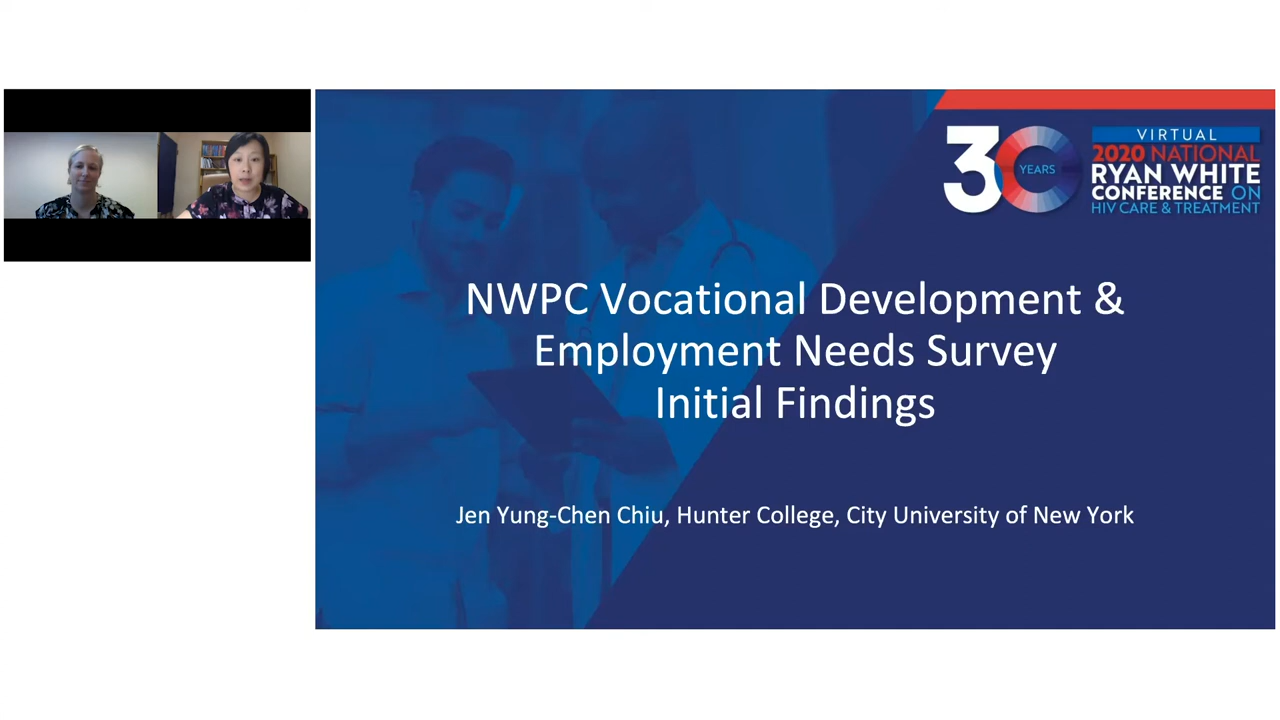 30
YEARS
VIRTUAL
2020 NATIONAL
RYAN WHITE
CONFERENCE ON
HIV CARE & TREATMENT
NWPC Vocational Development &
Employment Needs Survey
Initial Findings
Jen Yung-Chen Chiu, Hunter College, City University of New York